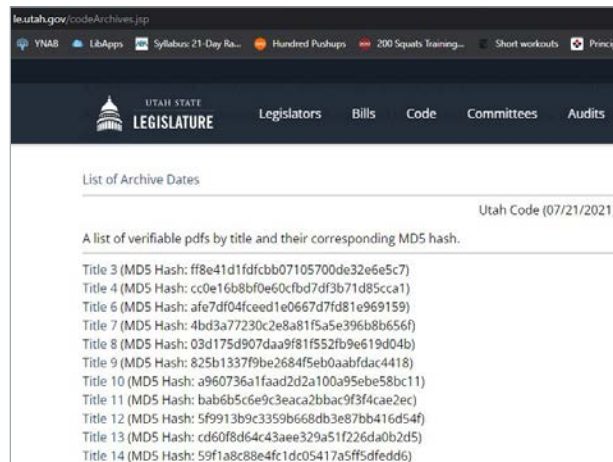 le.utah.gov/codeArchives.jsp
YNAB LibApps Syllabus: 21-Day Ra... Hundred Pushups 200 Squats Training... Short workouts Princi
UTAH STATE
LEGISLATURE
Legislators Bills Code Committees Audits
List of Archive Dates
Utah Code (07/21/2021
A list of verifiable pdfs by title and their corresponding MD5 hash.
Title 3 (MD5 Hash: ff8e41d1fdfcbb07105700de32e6e5c7)
Title 4 (MD5 Hash: cc0e16b8bf0e60cfbd7df3b71d85cca1)
Title 6 (MD5 Hash: afe7df04fceed1e0667d7fd81e969159)
Title 7 (MD5 Hash: 4bd3a77230c2e8a81f5a5e396b8b656f)
Title 8 (MD5 Hash: 03d175d907daa9f81f552fb9e619d04b)
Title 9 (MD5 Hash: 825b1337f9be2684f5eb0aabfdac4418)
Title 10 (MD5 Hash: a960736a1faad2d2a100a95ebe58bc11)
Title 11 (MD5 Hash: bab6b5c6e9c3eaca2bbac9f3f4cae2ec)
Title 12 (MD5 Hash: 5f9913b9c3359b668db3e87bb416d54f)
Title 13 (MD5 Hash: cd60f8d64c43aee329a51f226da0b2d5)
Title 14 (MD5 Hash: 59f1a8c88e4fc1dc05417a5ff5dfedd6)